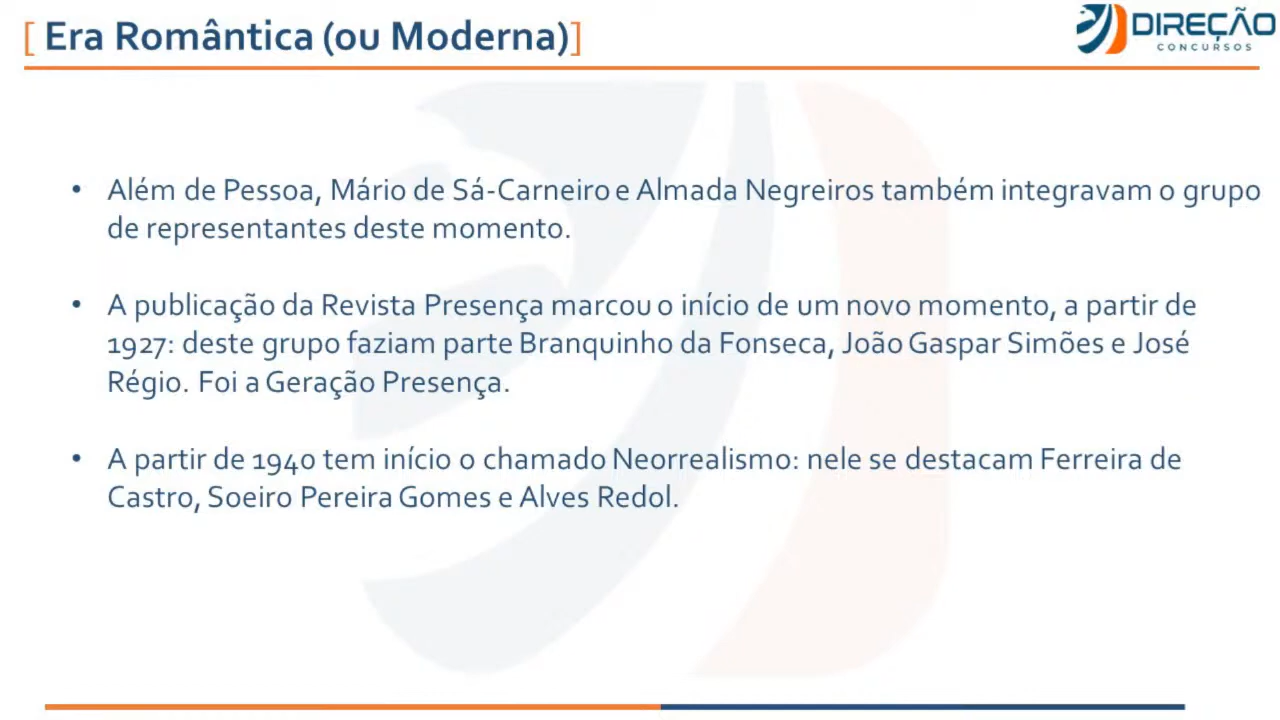 [ Era Romântica (ou Moderna)]
DIREÇÃO
CONCURSOS
• Além de Pessoa, Mário de Sá-Carneiro e Almada Negreiros também integravam o grupo
de representantes deste momento.
• A publicação da Revista Presença marcou o início de um novo momento, a partir de
1927: deste grupo faziam parte Branquinho da Fonseca, João Gaspar Simões e José
Régio. Foi a Geração Presença.
• A partir de 1940 tem início o chamado Neorrealismo: nele se destacam Ferreira de
Castro, Soeiro Pereira Gomes e Alves Redol.